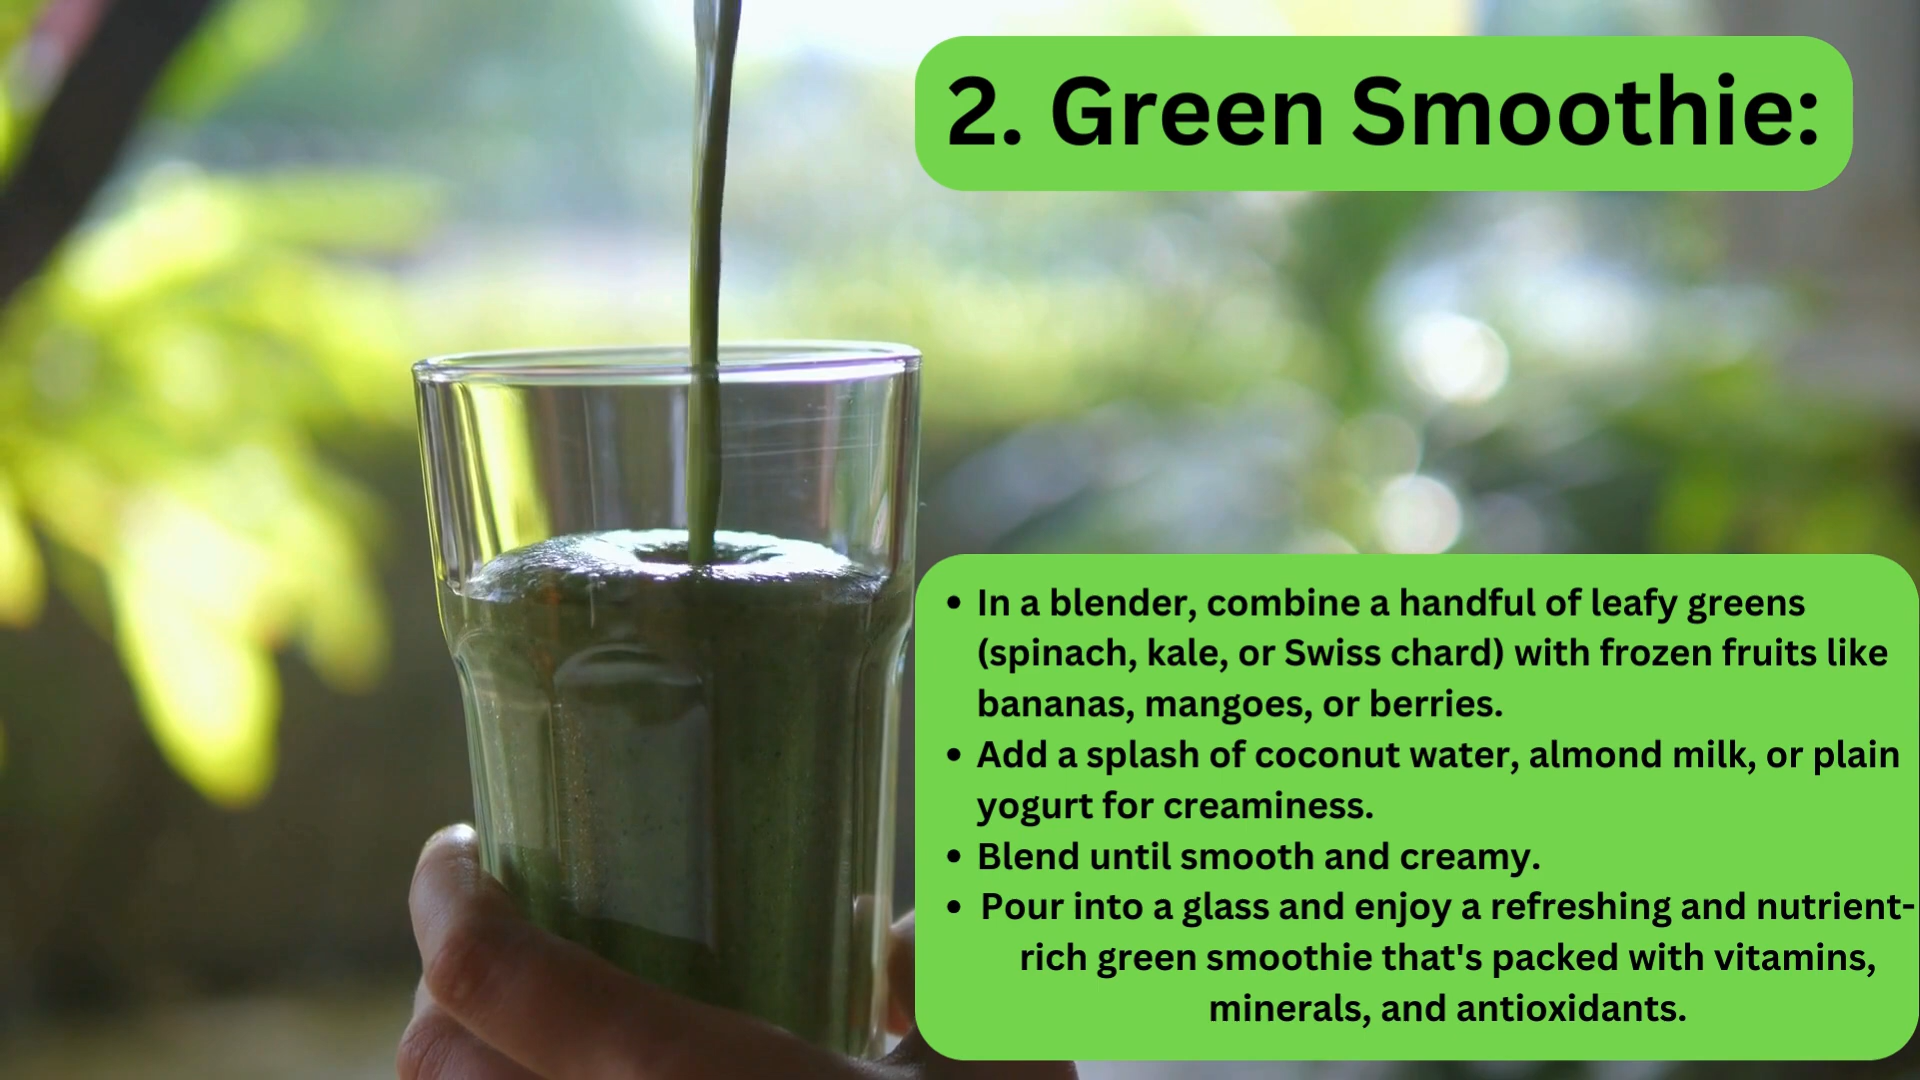 2. Green Smoothie:
• In a blender, combine a handful of leafy greens
(spinach, kale, or Swiss chard) with frozen fruits like
bananas, mangoes, or berries.
• Add a splash of coconut water, almond milk, or plain
yogurt for creaminess.
• Blend until smooth and creamy.
• Pour into a glass and enjoy a refreshing and nutrient-
rich green smoothie that's packed with vitamins,
minerals, and antioxidants.